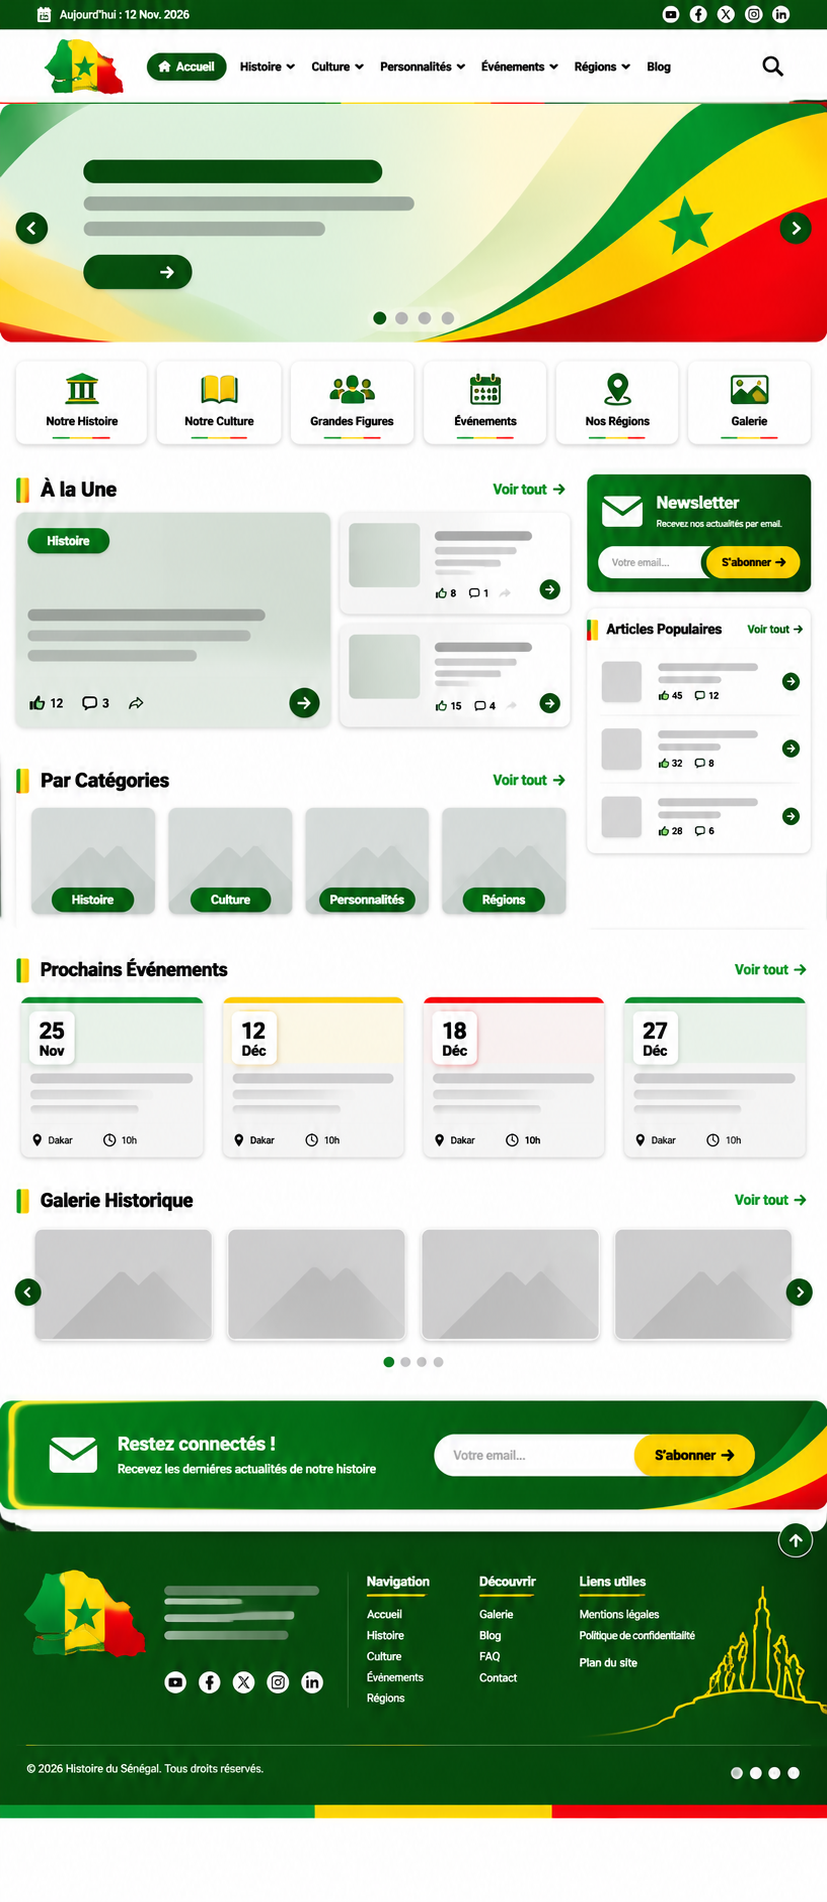 Aujourd'hui : 12 Nov. 2026
Accueil Histoire Culture Personnalités Événements Régions Blog
Notre Histoire
Notre Culture
Grandes Figures
Événements
Nos Régions
Galerie
À la Une
Voir tout →
Histoire
12 3
8 1
15 4
Newsletter
Recevez nos actualités par email.
Votre email... S'abonner →
Articles Populaires
Voir tout →
45 12
32 8
28 6
Par Catégories
Voir tout →
Histoire
Culture
Personnalités
Régions
Prochains Événements
Voir tout →
25
Nov
Dakar 10h
12
Déc
Dakar 10h
18
Déc
Dakar 10h
27
Déc
Dakar 10h
Galerie Historique
Voir tout →
Restez connectés !
Recevez les derniéres actualités de notre histoire
Votre email... S'abonner →
Navigation
Accueil
Histoire
Culture
Événements
Régions
Découvrir
Galerie
Blog
FAQ
Contact
Liens utiles
Mentions légales
Politique de confidentialité
Plan du site
© 2026 Histoire du Sénégal. Tous droits réservés.